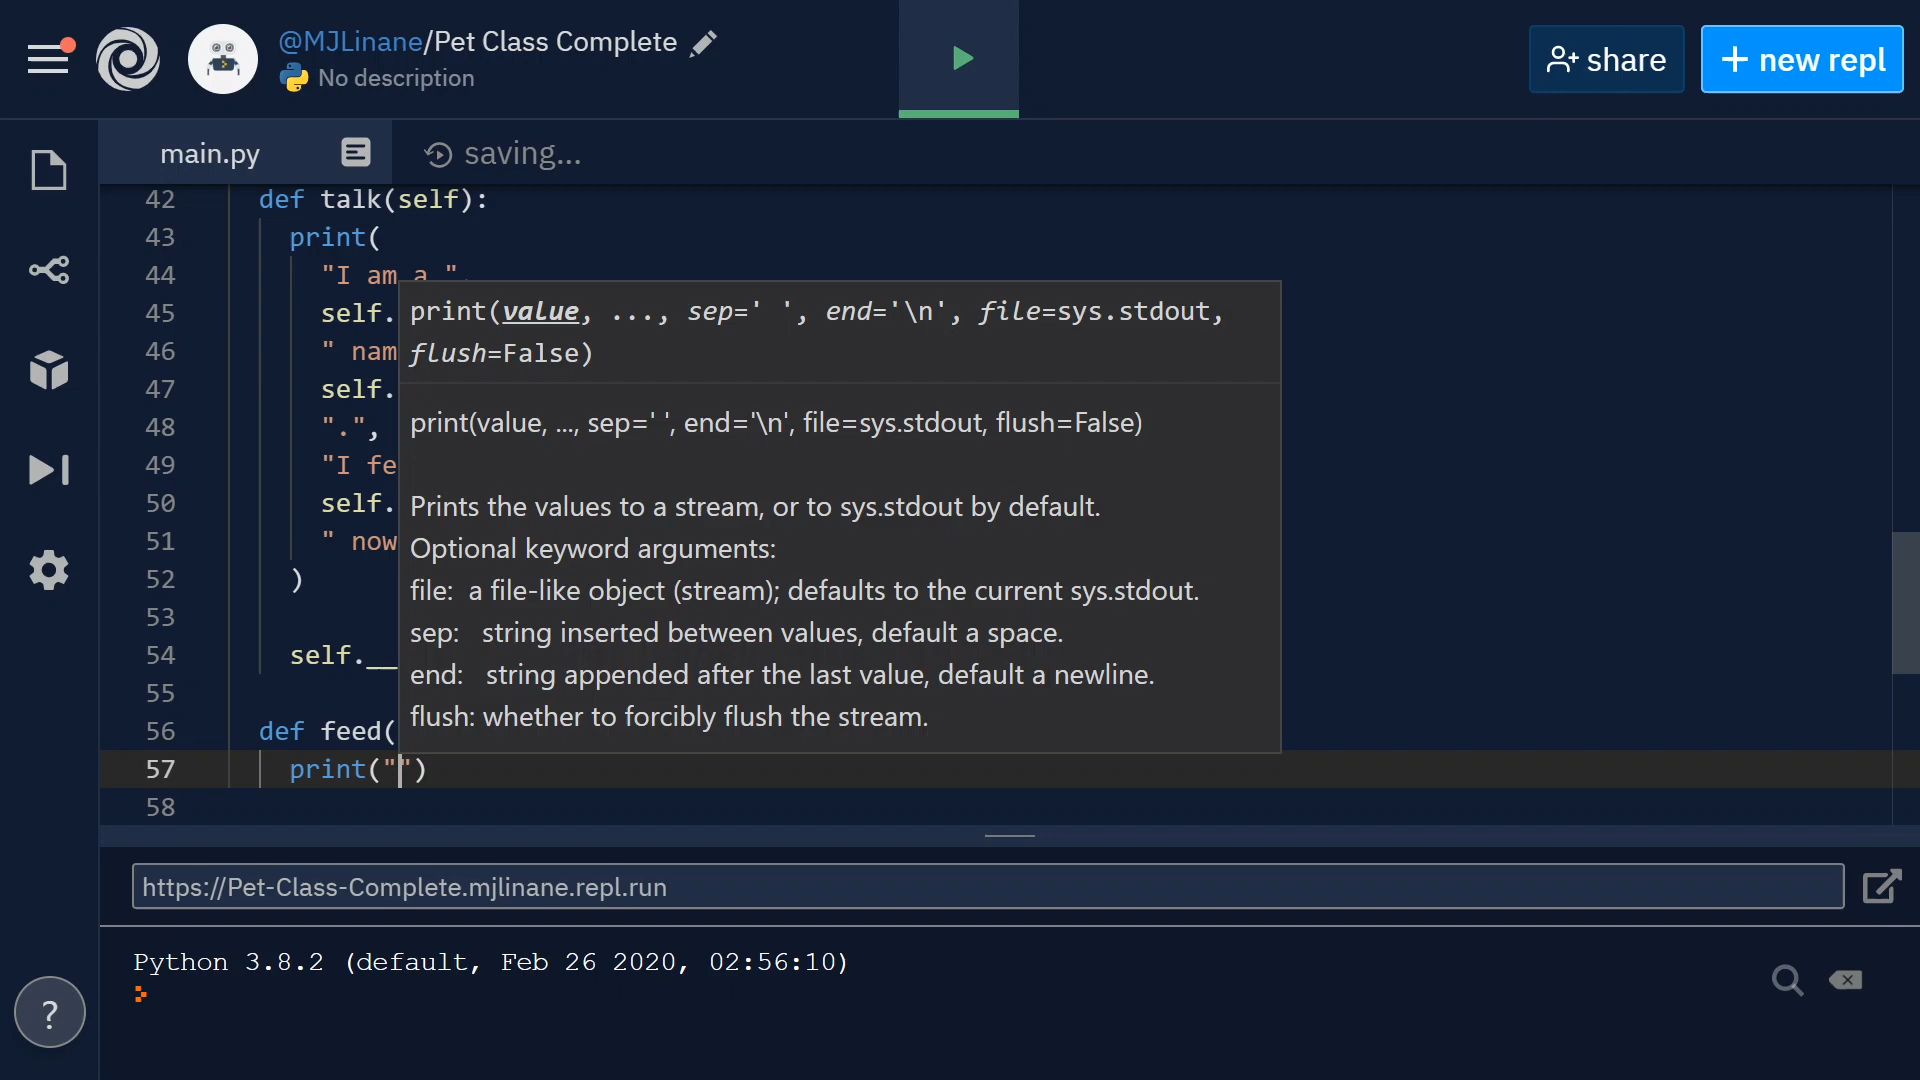 @MJLinane/Pet Class Complete
No description
share
+ new repl
main.py
saving...
42 def talk(self):
43 print(
44 "I am a ",
45 self.
46 " nam
47 self.
48 ".",
49 "I fe
50 self.
51 " now
52 )
53
54 self.__
55
56 def feed(
57 print("")
58
print(value, ..., sep=' ', end='\n', file=sys.stdout,
flush=False)
print(value, ..., sep=' ', end='\n', file=sys.stdout, flush=False)
Prints the values to a stream, or to sys.stdout by default.
Optional keyword arguments:
file: a file-like object (stream); defaults to the current sys.stdout.
sep: string inserted between values, default a space.
end: string appended after the last value, default a newline.
flush: whether to forcibly flush the stream.
https://Pet-Class-Complete.mjlinane.repl.run
Python 3.8.2 (default, Feb 26 2020, 02:56:10)
?